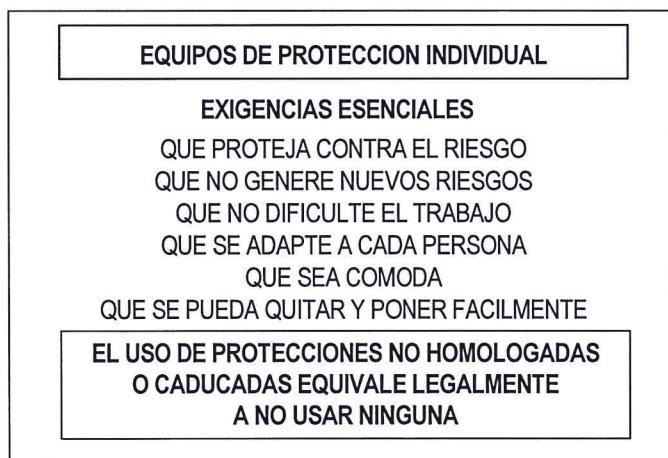 EQUIPOS DE PROTECCION INDIVIDUAL
EXIGENCIAS ESENCIALES
QUE PROTEJA CONTRA EL RIESGO
QUE NO GENERE NUEVOS RIESGOS
QUE NO DIFICULTE EL TRABAJO
QUE SE ADAPTE A CADA PERSONA
QUE SEA COMODA
QUE SE PUEDA QUITAR Y PONER FACILMENTE
EL USO DE PROTECCIONES NO HOMOLOGADAS
O CADUCADAS EQUIVALE LEGALMENTE
A NO USAR NINGUNA